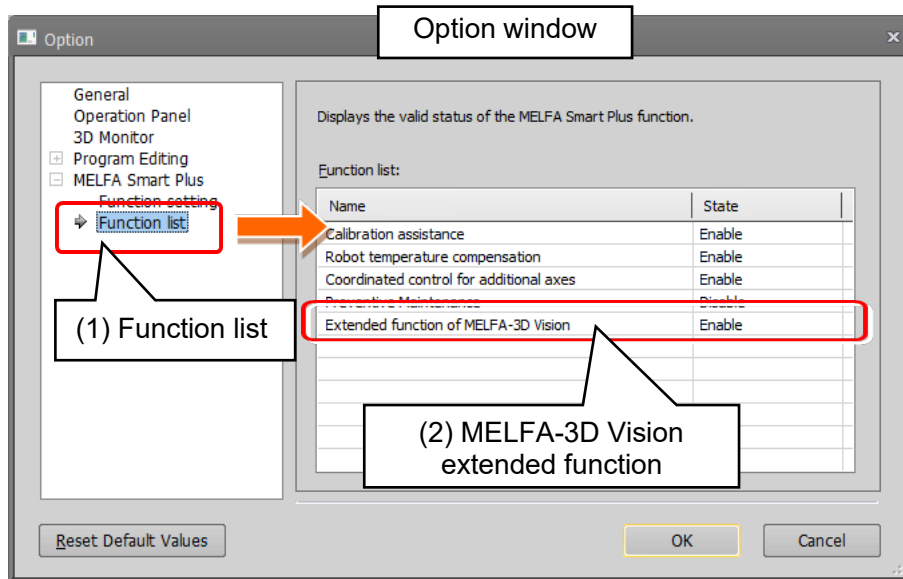 Option window
Option
General
Operation Panel
3D Monitor
Program Editing
MELFA Smart Plus
Function setting
Function list
(1) Function list
Displays the valid status of the MELFA Smart Plus function.
Function list:
Name State
Calibration assistance Enable
Robot temperature compensation Enable
Coordinated control for additional axes Enable
Preventive Maintenance Disable
Extended function of MELFA-3D Vision Enable
(2) MELFA-3D Vision
extended function
Reset Default Values
OK
Cancel